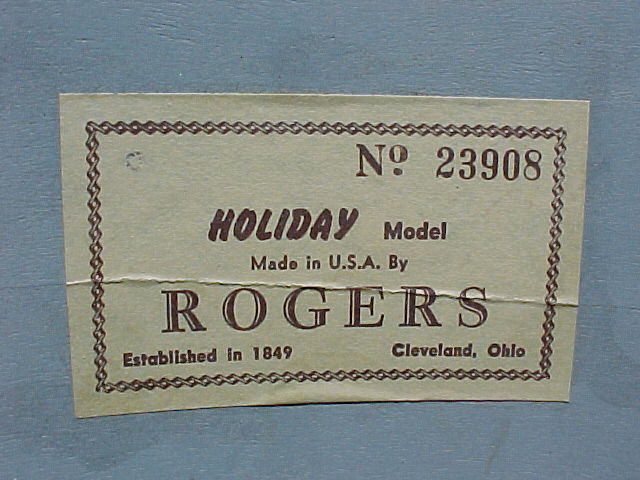 Nº 23908
HOLIDAY Model
Made in U.S.A. By
ROGERS
Established in 1849 Cleveland, Ohio